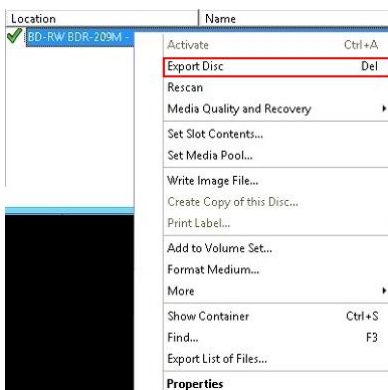 Location Name
BD-RW BDR-209M -
Activate Ctrl+A
Export Disc Del
Rescan
Media Quality and Recovery
Set Slot Contents...
Set Media Pool...
Write Image File...
Create Copy of this Disc...
Print Label...
Add to Volume Set...
Format Medium...
More
Show Container Ctrl+S
Find... F3
Export List of Files...
Properties